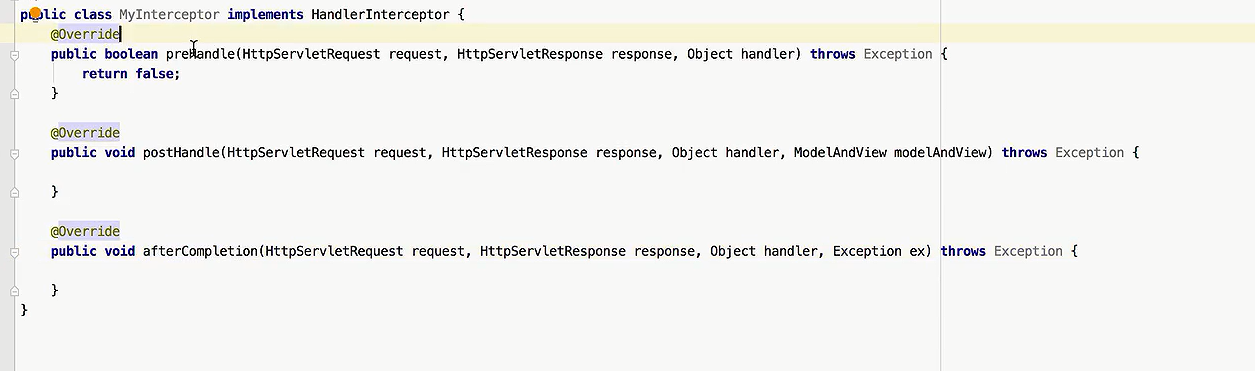 public class MyInterceptor implements HandlerInterceptor {
@Override
public boolean preHandle(HttpServletRequest request, HttpServletResponse response, Object handler) throws Exception {
return false;
}
@Override
public void postHandle(HttpServletRequest request, HttpServletResponse response, Object handler, ModelAndView modelAndView) throws Exception {
}
@Override
public void afterCompletion(HttpServletRequest request, HttpServletResponse response, Object handler, Exception ex) throws Exception {
}
}